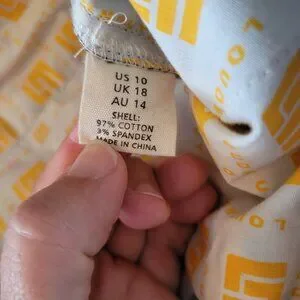 US 10
UK 18
AU 14
SHELL:
97% COTTON
3% SPANDEX
MADE IN CHINA